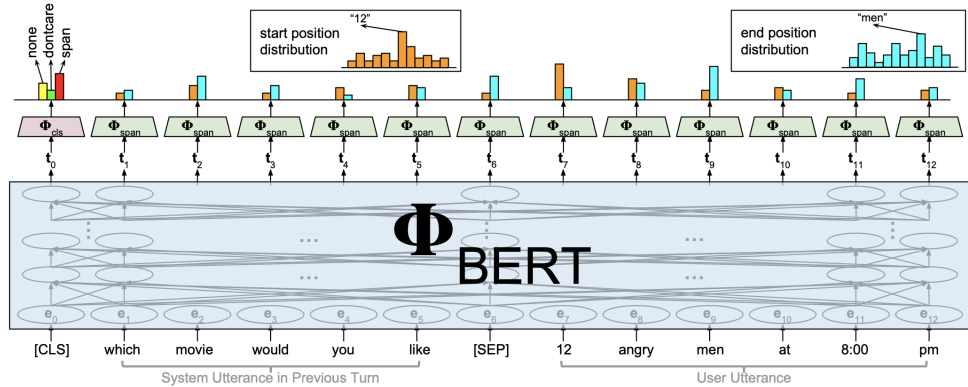 none
dontcare
span
start position
distribution
"12"
end position
distribution
"men"
Φcls Φspan Φspan Φspan Φspan Φspan Φspan Φspan Φspan Φspan Φspan Φspan Φspan
t0 t1 t2 t3 t4 t5 t6 t7 t8 t9 t10 t11 t12
ΦBERT
... ...
... ...
e0 e1 e2 e3 e4 e5 e6 e7 e8 e9 e10 e11 e12
[CLS] which movie would you like [SEP] 12 angry men at 8:00 pm
System Utterance in Previous Turn User Utterance